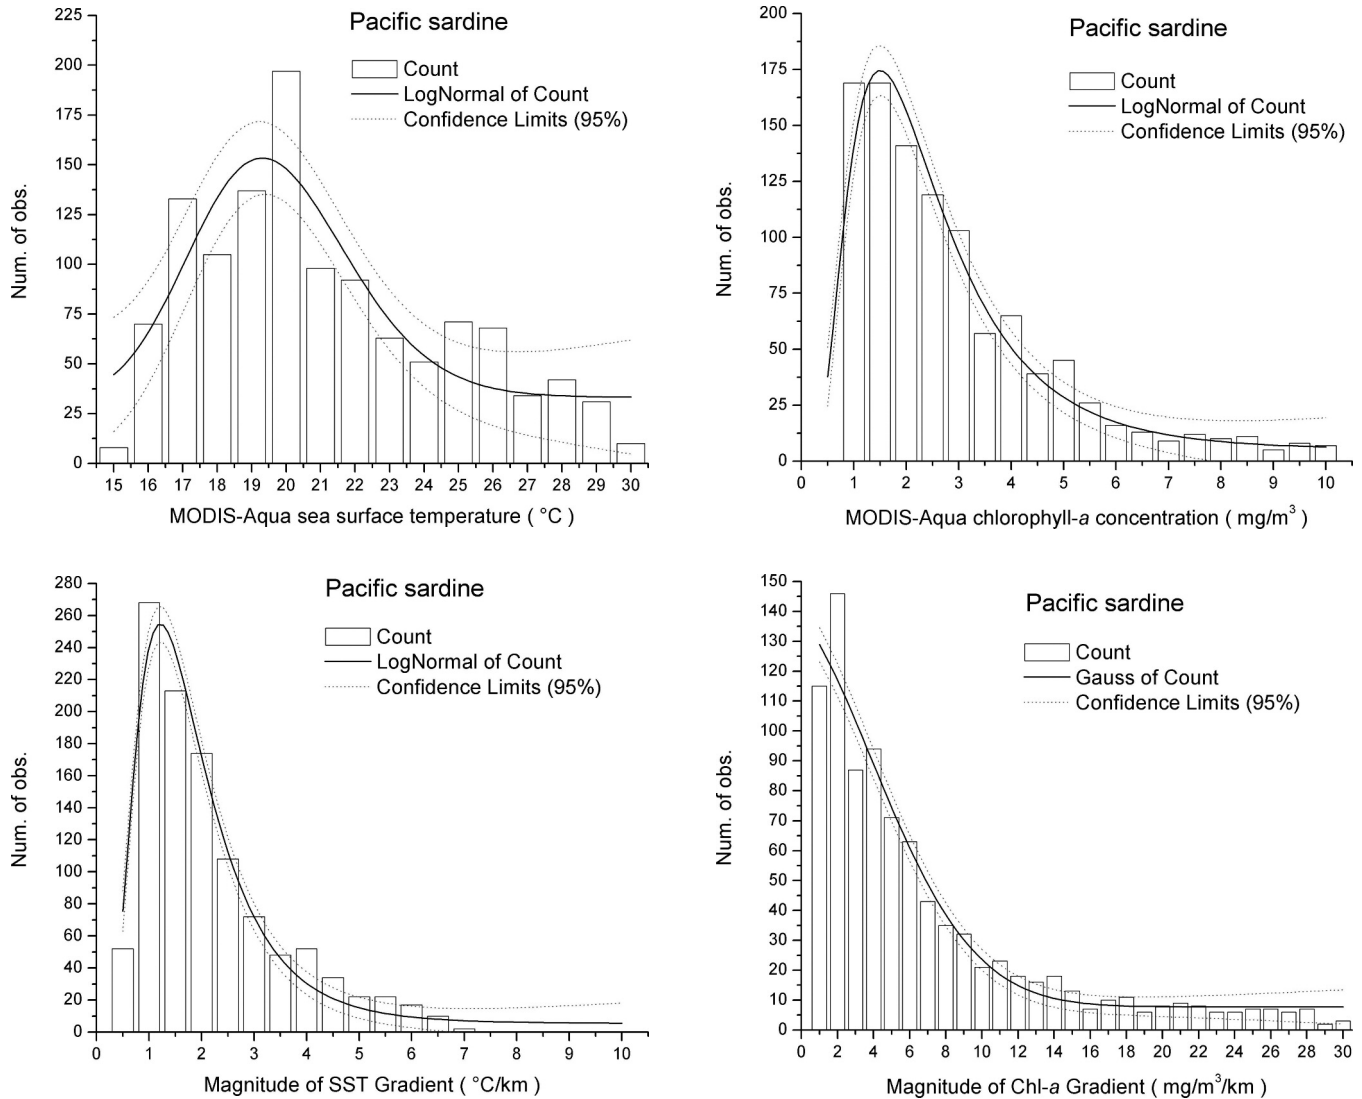 Pacific sardine
Count
LogNormal of Count
Confidence Limits (95%)
225
200
175
150
125
100
75
50
25
0
Num. of obs.
15 16 17 18 19 20 21 22 23 24 25 26 27 28 29 30
MODIS-Aqua sea surface temperature ( °C )
Pacific sardine
Count
LogNormal of Count
Confidence Limits (95%)
200
175
150
125
100
75
50
25
0
Num. of obs.
0 1 2 3 4 5 6 7 8 9 10
MODIS-Aqua chlorophyll-a concentration ( mg/m³ )
Pacific sardine
Count
LogNormal of Count
Confidence Limits (95%)
280
260
240
220
200
180
160
140
120
100
80
60
40
20
0
Num. of obs.
0 1 2 3 4 5 6 7 8 9 10
Magnitude of SST Gradient ( °C/km )
Pacific sardine
Count
Gauss of Count
Confidence Limits (95%)
150
140
130
120
110
100
90
80
70
60
50
40
30
20
10
0
Num. of obs.
0 2 4 6 8 10 12 14 16 18 20 22 24 26 28 30
Magnitude of Chl-a Gradient ( mg/m³/km )